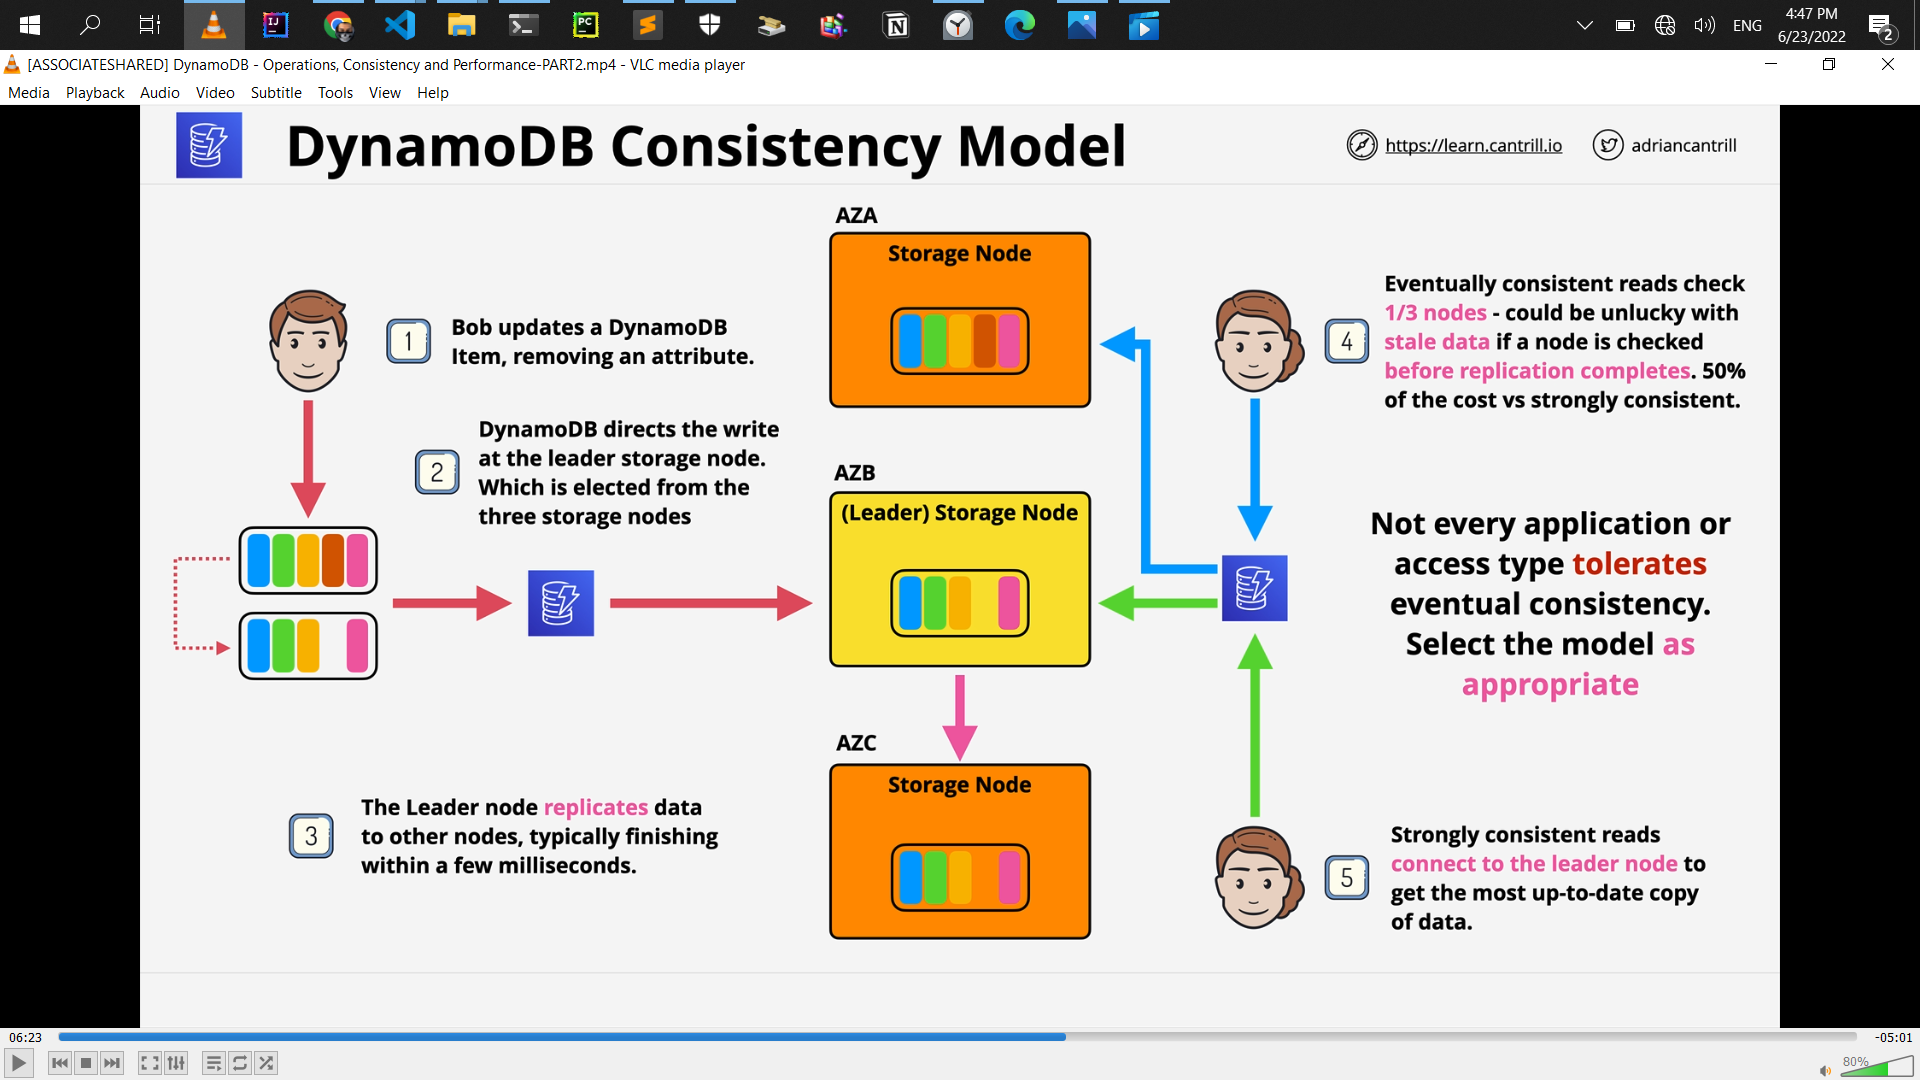 ENG
4:47 PM
6/23/2022
2
[ASSOCIATESHARED] DynamoDB - Operations, Consistency and Performance-PART2.mp4 - VLC media player
Media Playback Audio Video Subtitle Tools View Help
DynamoDB Consistency Model
https://learn.cantrill.io
adriancantrill
1
Bob updates a DynamoDB
Item, removing an attribute.
2
DynamoDB directs the write
at the leader storage node.
Which is elected from the
three storage nodes
3
The Leader node replicates data
to other nodes, typically finishing
within a few milliseconds.
AZA
Storage Node
AZB
(Leader) Storage Node
AZC
Storage Node
4
Eventually consistent reads check
1/3 nodes - could be unlucky with
stale data if a node is checked
before replication completes. 50%
of the cost vs strongly consistent.
Not every application or
access type tolerates
eventual consistency.
Select the model as
appropriate
5
Strongly consistent reads
connect to the leader node to
get the most up-to-date copy
of data.
06:23
-05:01
80%
IJ
PC
N